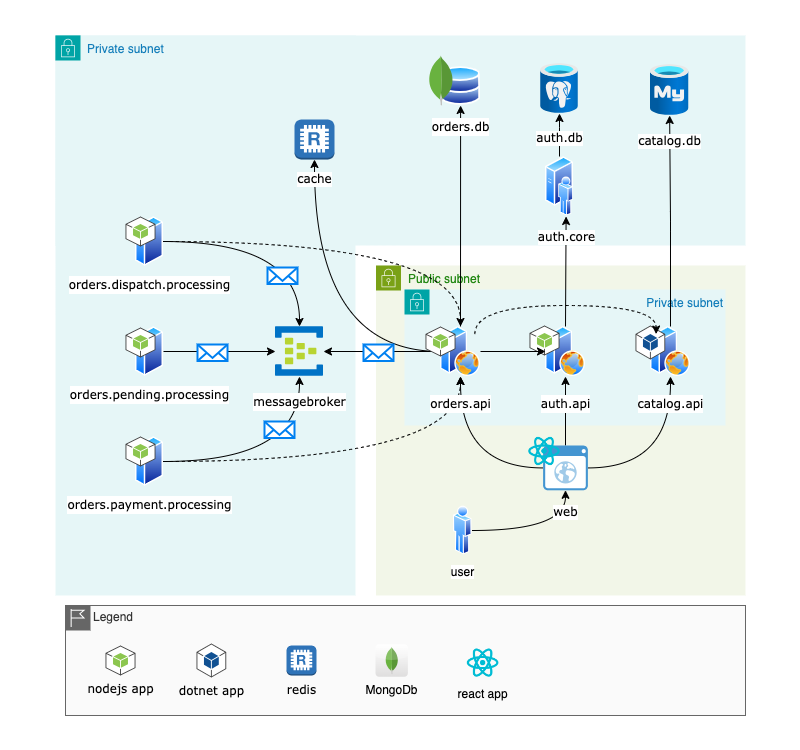 Private subnet
orders.db
auth.db
catalog.db
My
R
cache
auth.core
orders.dispatch.processing
Public subnet
Private subnet
orders.pending.processing
messagebroker
orders.api
auth.api
catalog.api
orders.payment.processing
web
user
Legend
R
nodejs app
dotnet app
redis
MongoDb
react app